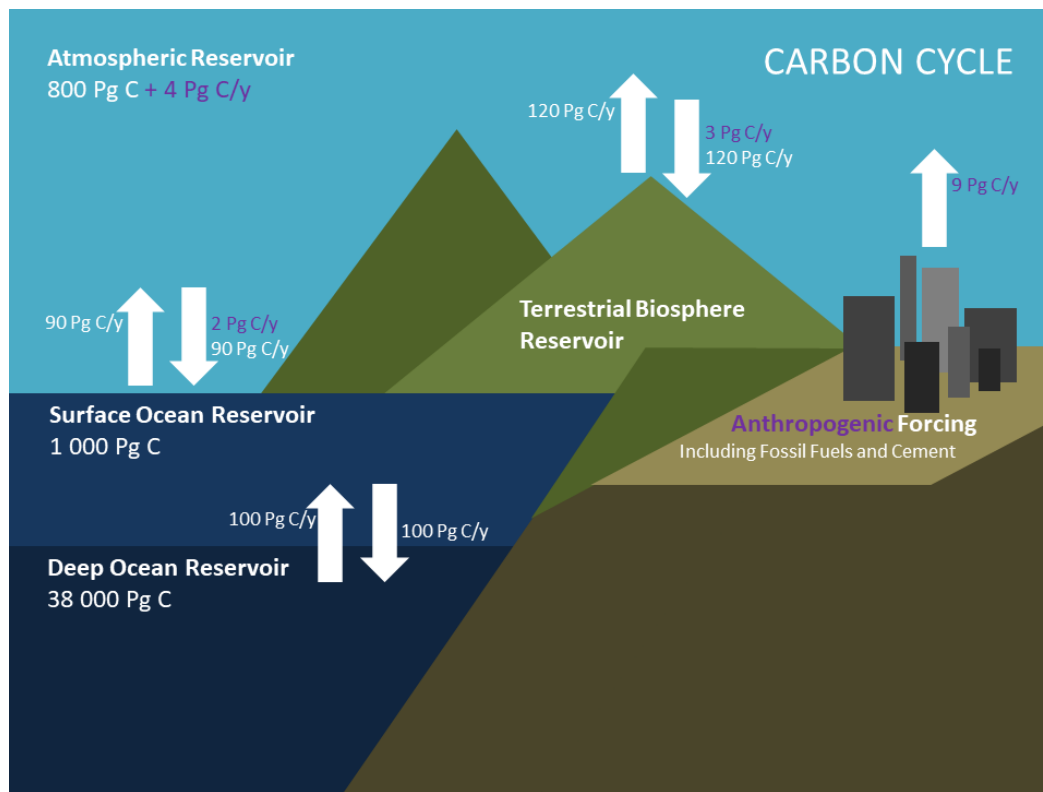 Atmospheric Reservoir
800 Pg C + 4 Pg C/y
CARBON CYCLE
120 Pg C/y
3 Pg C/y
120 Pg C/y
9 Pg C/y
90 Pg C/y
2 Pg C/y
90 Pg C/y
Terrestrial Biosphere
Reservoir
Surface Ocean Reservoir
1 000 Pg C
Anthropogenic Forcing
Including Fossil Fuels and Cement
100 Pg C/y
100 Pg C/y
Deep Ocean Reservoir
38 000 Pg C